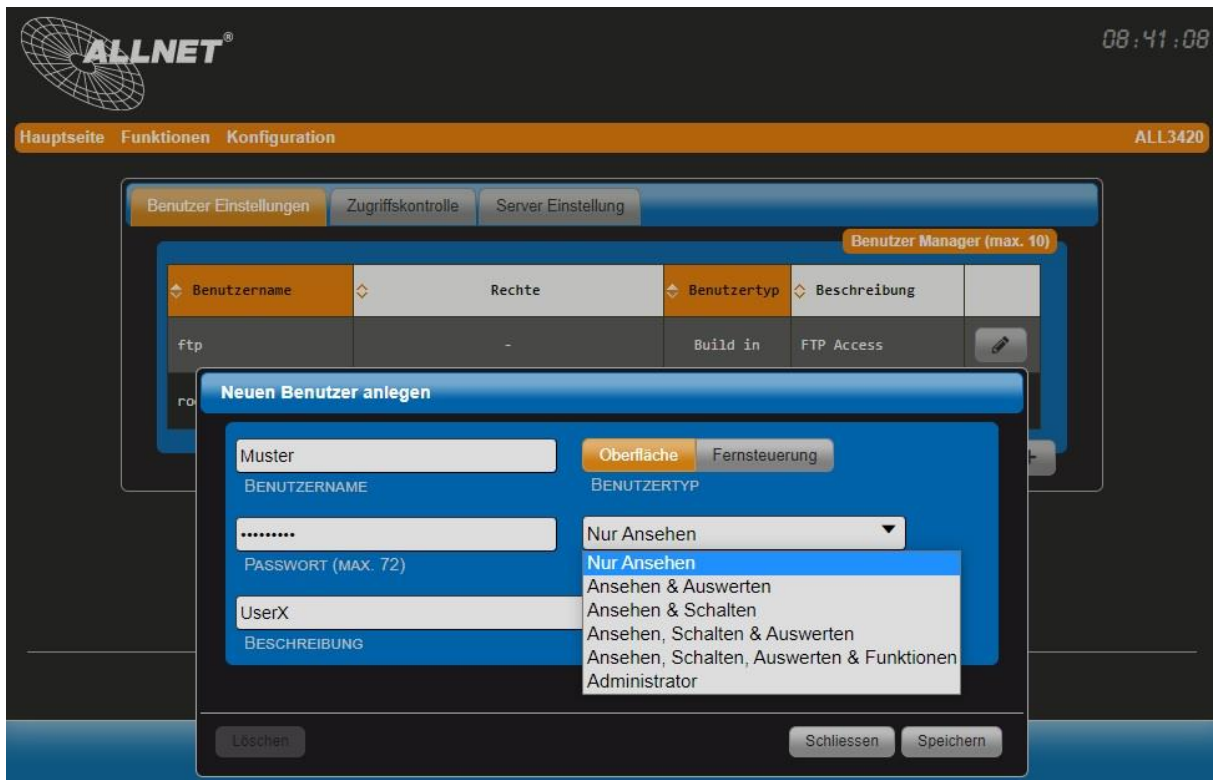 ALLNET®
08:41:08
Hauptseite Funktionen Konfiguration ALL3420
Benutzer Einstellungen Zugriffskontrolle Server Einstellung
Benutzer Manager (max. 10)
Benutzername Rechte Benutzertyp Beschreibung
ftp - Build in FTP Access
Neuen Benutzer anlegen
Muster Oberfläche Fernsteuerung
BENUTZERNAME BENUTZERTYP
••••••••• Nur Ansehen
PASSWORT (MAX. 72) Nur Ansehen
Ansehen & Auswerten
UserX Ansehen & Schalten
BESCHREIBUNG Ansehen, Schalten & Auswerten
Ansehen, Schalten, Auswerten & Funktionen
Administrator
Löschen Schliessen Speichern